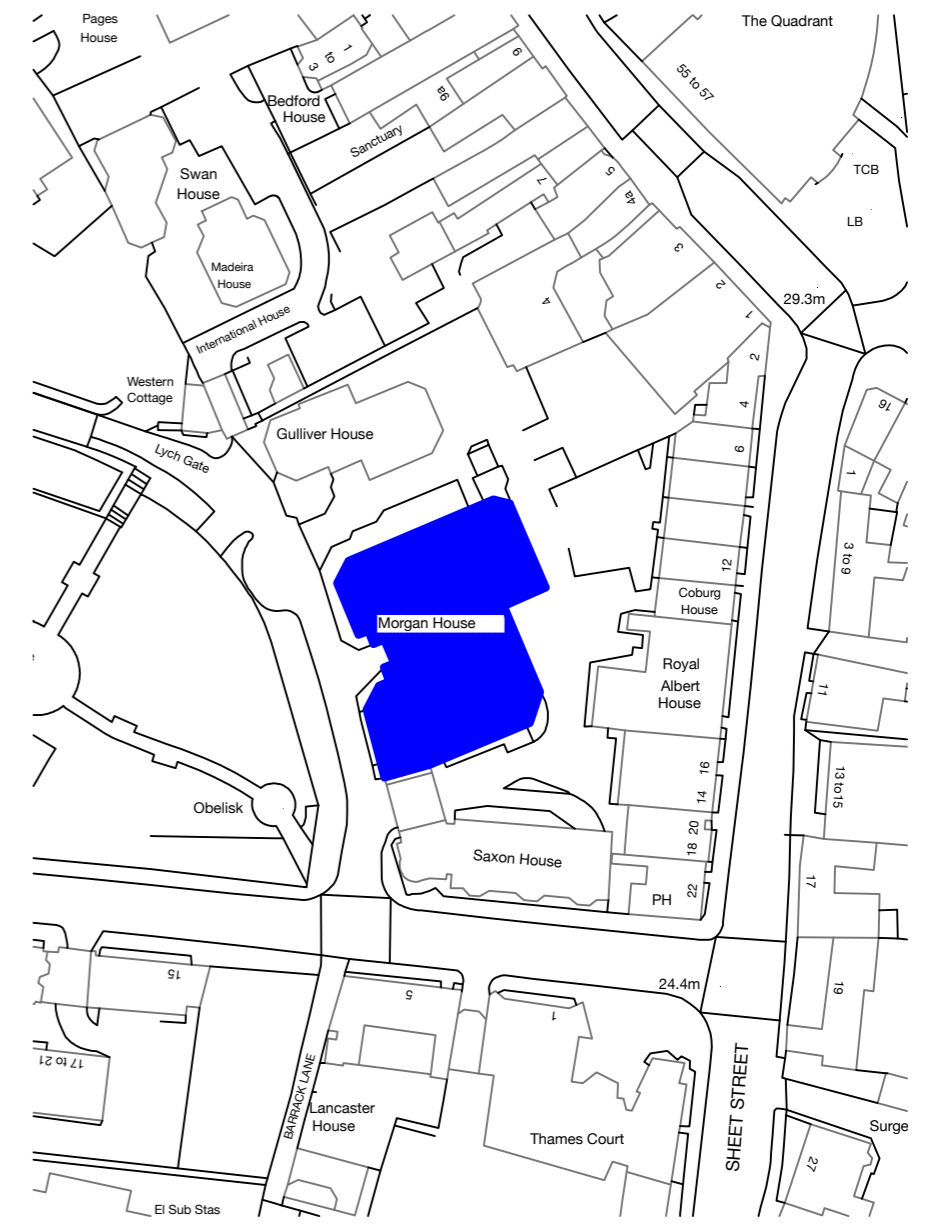 Pages
House
The Quadrant
1
to
3
9
55 to 57
9a
Bedford
House
Sanctuary
TCB
Swan
House
5
7
4a
LB
3
Madeira
House
2
29.3m
4
1
International House
2
Western
Cottage
4
16
Gulliver House
6
Lych Gate
1
3 to 9
12
Coburg
House
Morgan House
Royal
Albert
House
11
16
13 to 15
14
Obelisk
20
18
Saxon House
17
22
PH
15
24.4m
19
5
1
17 to 21
BARRACK LANE
SHEET STREET
Lancaster
House
Surge
Thames Court
27
El Sub Stas